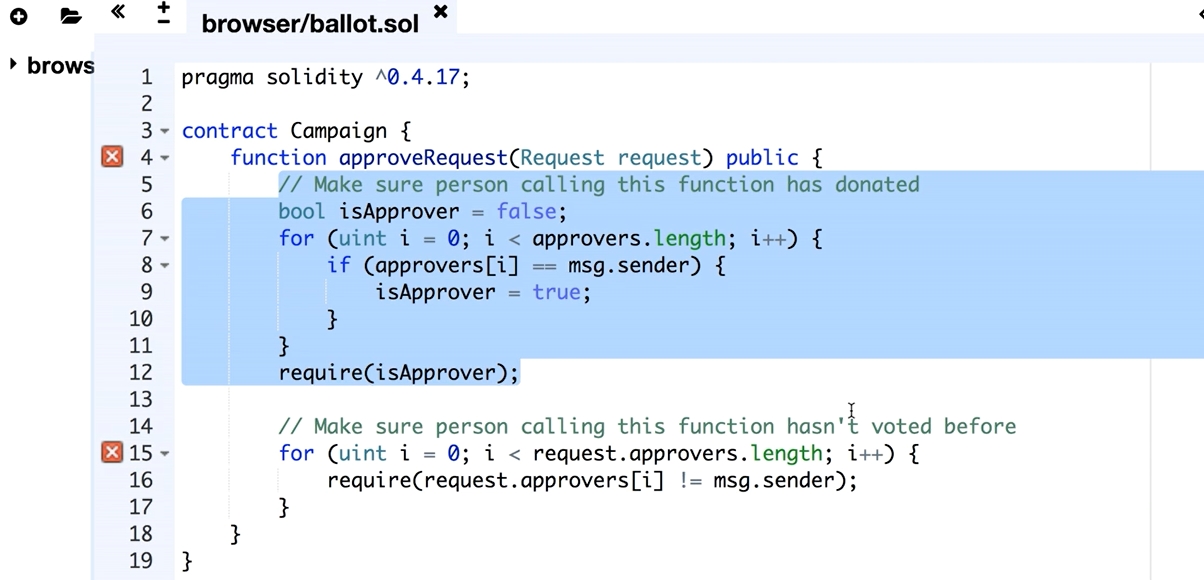 browser/ballot.sol
brows
1 pragma solidity ^0.4.17;
2
3 contract Campaign {
4     function approveRequest(Request request) public {
5         // Make sure person calling this function has donated
6         bool isApprover = false;
7         for (uint i = 0; i < approvers.length; i++) {
8             if (approvers[i] == msg.sender) {
9                 isApprover = true;
10             }
11         }
12         require(isApprover);
13
14         // Make sure person calling this function hasn't voted before
15         for (uint i = 0; i < request.approvers.length; i++) {
16             require(request.approvers[i] != msg.sender);
17         }
18     }
19 }